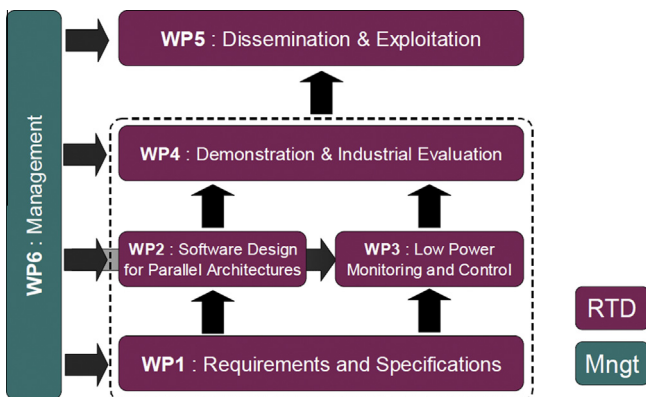 WP5 : Dissemination & Exploitation
WP6 : Management
WP4 : Demonstration & Industrial Evaluation
WP2 : Software Design
for Parallel Architectures
WP3 : Low Power
Monitoring and Control
WP1 : Requirements and Specifications
RTD
Mngt